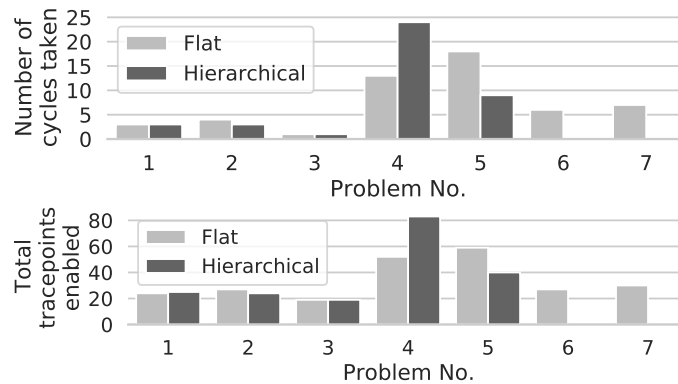 Number of
cycles taken
25
20
15
10
5
0
Flat
Hierarchical
1 2 3 4 5 6 7
Problem No.
Total
tracepoints
enabled
80
60
40
20
0
Flat
Hierarchical
1 2 3 4 5 6 7
Problem No.